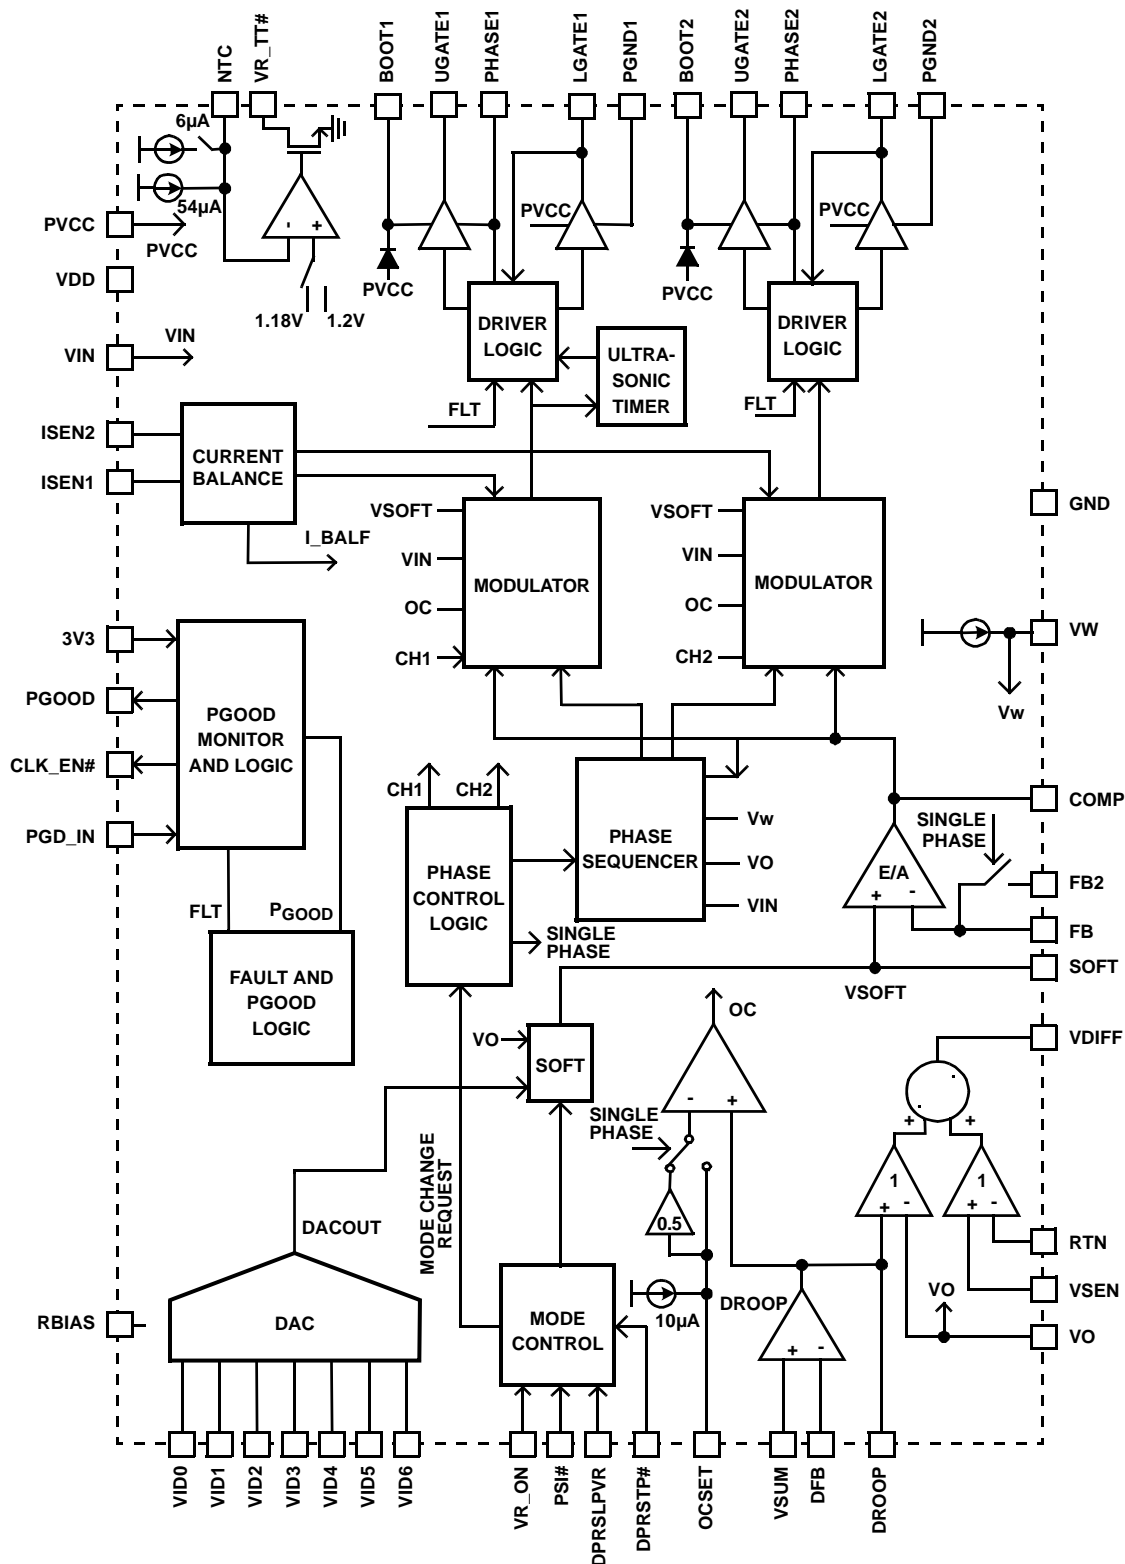 NTC
VR_TT#
BOOT1
UGATE1
PHASE1
LGATE1
PGND1
BOOT2
UGATE2
PHASE2
LGATE2
PGND2
6µA
54µA
PVCC
PVCC
- +
1.18V
1.2V
VDD
VIN
VIN
PVCC
PVCC
PVCC
PVCC
DRIVER
LOGIC
ULTRA-
SONIC
TIMER
DRIVER
LOGIC
FLT
FLT
ISEN2
ISEN1
CURRENT
BALANCE
I_BALF
VSOFT
VIN
OC
CH1
MODULATOR
VSOFT
VIN
OC
CH2
MODULATOR
GND
VW
Vw
3V3
PGOOD
CLK_EN#
PGD_IN
PGOOD
MONITOR
AND LOGIC
FLT
PGOOD
FAULT AND
PGOOD
LOGIC
CH1
CH2
PHASE
CONTROL
LOGIC
SINGLE
PHASE
PHASE
SEQUENCER
Vw
VO
VIN
COMP
SINGLE
PHASE
E/A
+ -
FB2
FB
SOFT
VSOFT
VO
SOFT
OC
- +
SINGLE
PHASE
0.5
VDIFF
- -
+ +
1
+ -
1
+ -
RTN
VSEN
VO
VO
MODE CHANGE
REQUEST
DACOUT
DAC
RBIAS
MODE
CONTROL
10µA
DROOP
+ -
VID0
VID1
VID2
VID3
VID4
VID5
VID6
VR_ON
PSI#
DPRSLPVR
DPRSTP#
OCSET
VSUM
DFB
DROOP